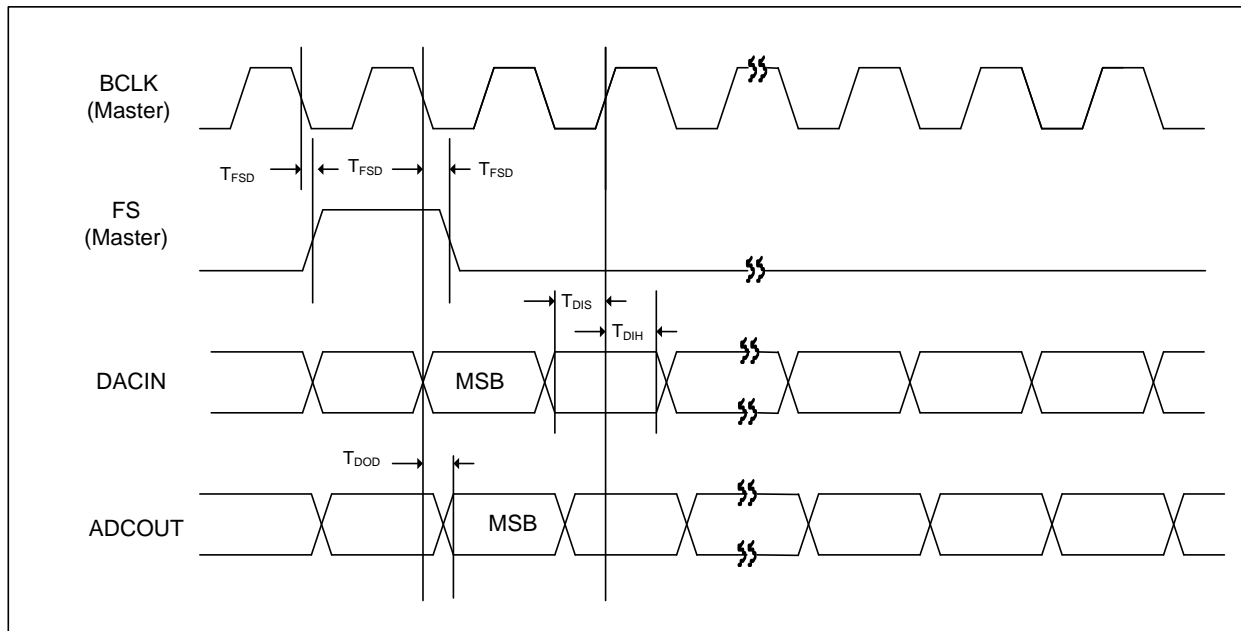 BCLK
(Master)
TFSD TFSD TFSD
FS
(Master)
TDIS
TDIH
DACIN
MSB
TDOD
ADCOUT
MSB